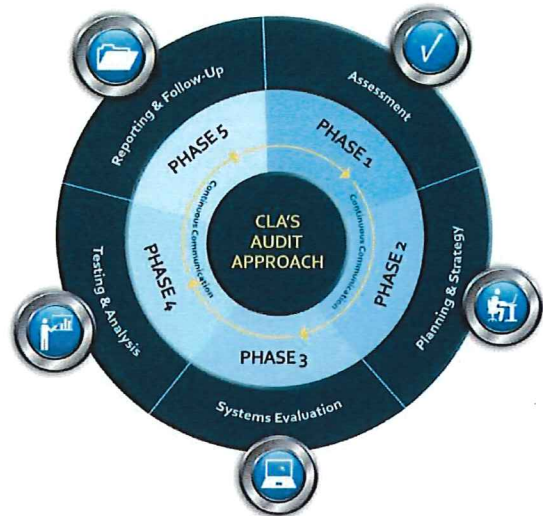 CLA'S
AUDIT
APPROACH
Continuous Communication
Continuous Communication
PHASE 1
Assessment
PHASE 2
Planning & Strategy
PHASE 3
Systems Evaluation
PHASE 4
Testing & Analysis
PHASE 5
Reporting & Follow-Up